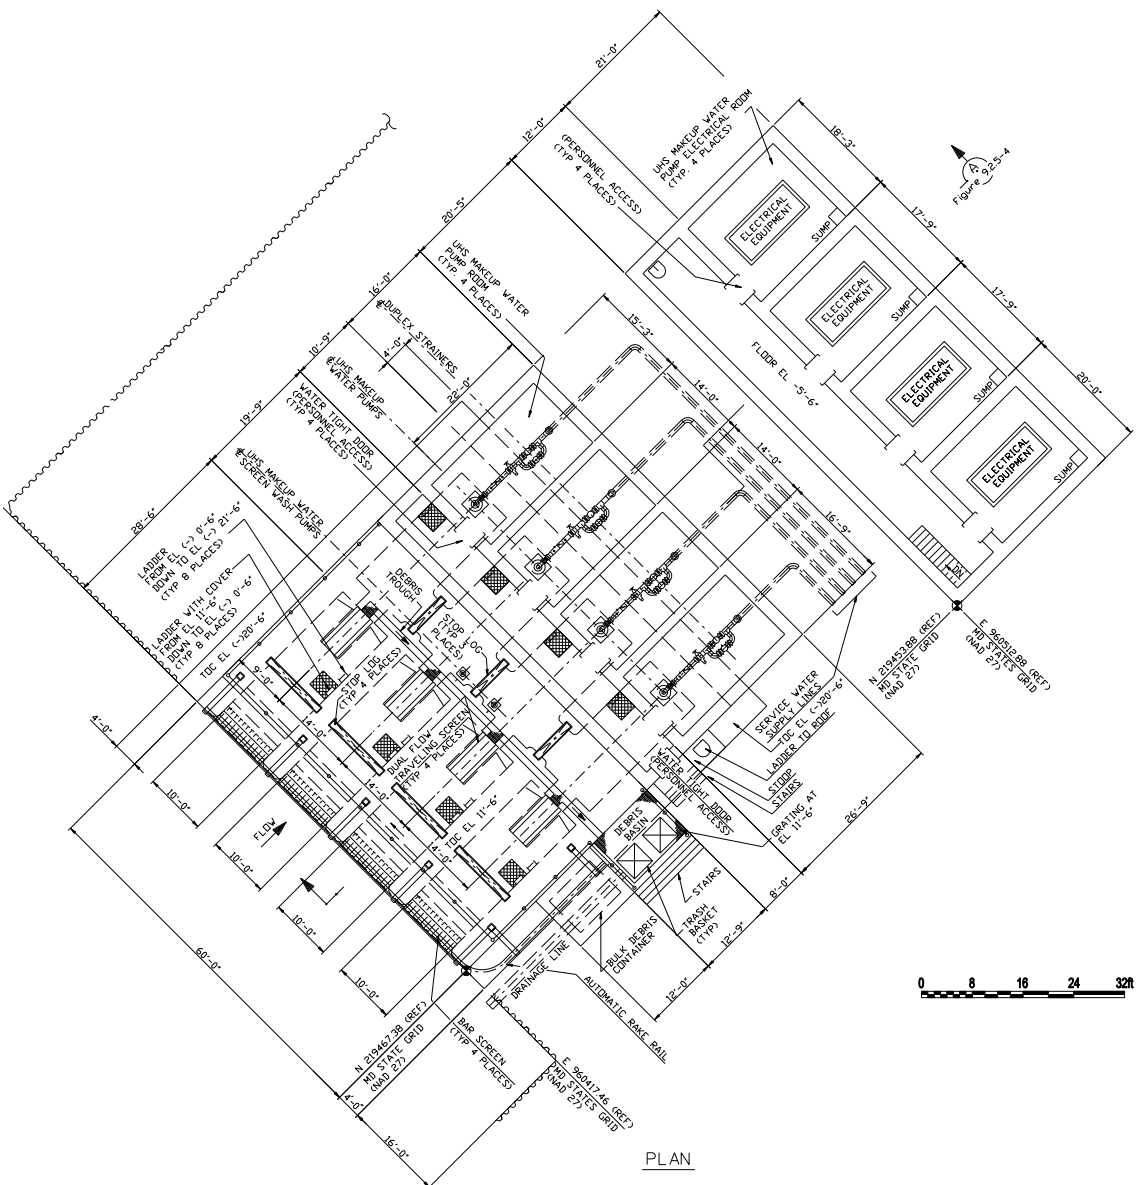 21'-0"
12'-0"
20'-5"
16'-0"
10'-9"
19'-9"
28'-6"
UHS MAKEUP WATER
PUMP ELECTRICAL ROOM
(TYP. 4 PLACES)
(PERSONNEL ACCESS)
(TYP 4 PLACES)
18'-3"
17'-9"
17'-9"
20'-0"
A
Figure 9.2.5-4
ELECTRICAL
EQUIPMENT
SUMP
ELECTRICAL
EQUIPMENT
SUMP
ELECTRICAL
EQUIPMENT
SUMP
ELECTRICAL
EQUIPMENT
SUMP
FLOOR EL -5'-6"
DN
UHS MAKEUP WATER
PUMP ROOM
(TYP. 4 PLACES)
DUPLEX STRAINERS
4'-0"
22'-0"
UHS MAKEUP
WATER PUMPS
WATER TIGHT DOOR
(PERSONNEL ACCESS)
(TYP 4 PLACES)
UHS MAKEUP WATER
SCREEN WASH PUMPS
15'-3"
14'-0"
14'-0"
16'-9"
LADDER
FROM EL (-) 0'-6"
DOWN TO EL (-) 21'-6"
(TYP 8 PLACES)
LADDER WITH COVER
FROM EL 11'-6"
DOWN TO EL (-) 0'-6"
(TYP 8 PLACES)
TOC EL (-)20'-6"
DEBRIS
TROUGH
STOP LOG
(TYP 3
PLACES)
STOP LOG
(TYP 4 PLACES)
DUAL FLOW
TRAVELING SCREEN
(TYP 4 PLACES)
TOC EL 11'-6"
9'-0"
14'-0"
14'-0"
14'-0"
4'-0"
10'-0"
10'-0"
10'-0"
10'-0"
FLOW
60'-0"
4'-0"
16'-0"
N 219453.88 (REF)
MD STATE GRID
(NAD 27)
E 960512.88 (REF)
MD STATES GRID
(NAD 27)
SERVICE WATER
SUPPLY LINES
TOC EL (-)20'-6"
LADDER TO ROOF
STOOP
STAIRS
WATER TIGHT DOOR
(PERSONNEL ACCESS)
GRATING AT
EL 11'-6"
DEBRIS
BASIN
STAIRS
TRASH
BASKET
(TYP)
BULK DEBRIS
CONTAINER
DRAINAGE LINE
AUTOMATIC RAKE RAIL
26'-9"
8'-0"
12'-9"
12'-0"
N 219467.38 (REF)
MD STATE GRID
(NAD 27)
BAR SCREEN
(TYP 4 PLACES)
E 960417.46 (REF)
MD STATES GRID
(NAD 27)
0 8 16 24 32ft
PLAN